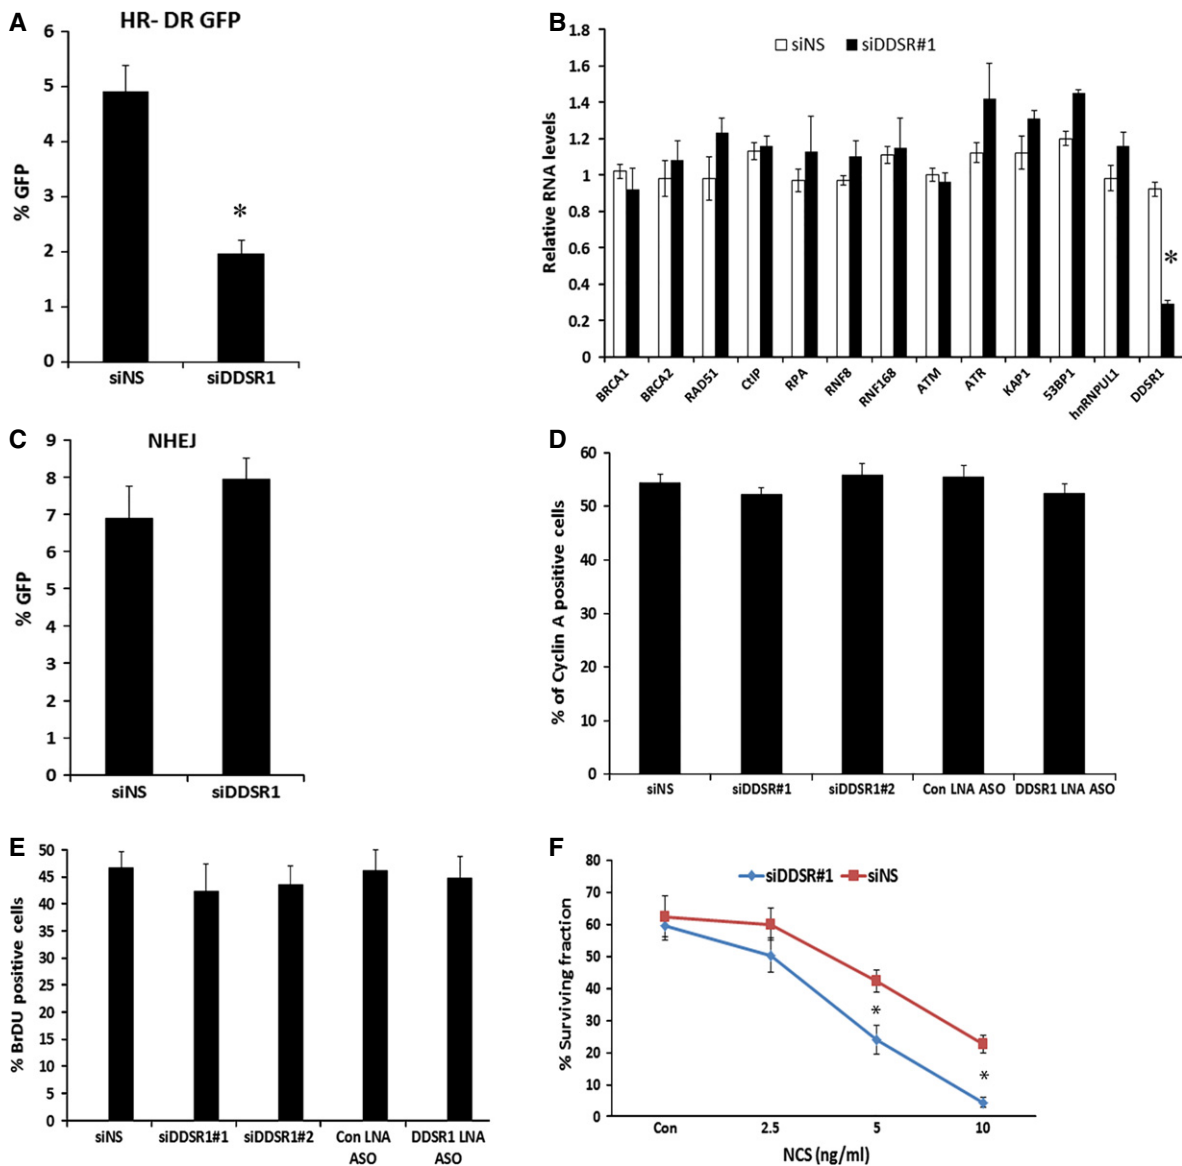 A
HR- DR GFP
6
5
4
3
2
1
0
% GFP
*
siNS
siDDSR1
B
siNS siDDSR#1
1.8
1.6
1.4
1.2
1
0.8
0.6
0.4
0.2
0
Relative RNA levels
*
BRCA1
BRCA2
RAD51
CtIP
RPA
RNF8
RNF168
ATM
ATR
KAP1
53BP1
hnRNPUL1
DDSR1
C
NHEJ
9
8
7
6
5
4
3
2
1
0
% GFP
siNS
siDDSR1
D
60
50
40
30
20
10
0
% of Cyclin A positive cells
siNS
siDDSR#1
siDDSR1#2
Con LNA ASO
DDSR1 LNA ASO
E
50
45
40
35
30
25
20
15
10
5
0
% BrDU positive cells
siNS
siDDSR1#1
siDDSR1#2
Con LNA
ASO
DDSR1 LNA
ASO
F
siDDSR#1 siNS
80
70
60
50
40
30
20
10
0
% Surviving fraction
*
*
Con
2.5
5
10
NCS (ng/ml)